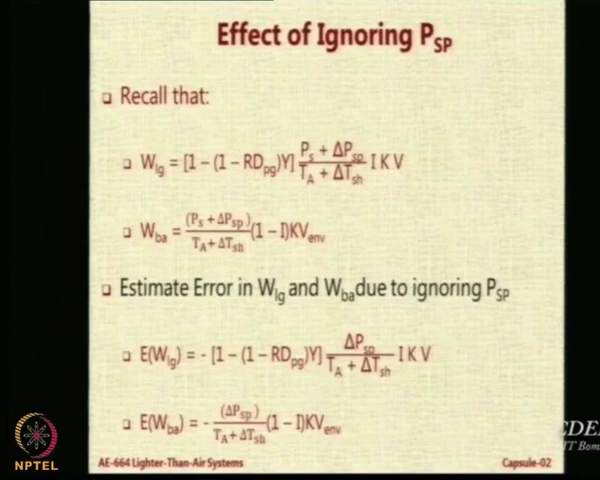 Effect of Ignoring P_SP
❑ Recall that:
❑ W_lg = [1 – (1 – RD_pg)Y] (P_s + ΔP_sp)/(T_A + ΔT_sh) I K V
❑ W_ba = (P_s + ΔP_sp)/(T_A + ΔT_sh) (1 – I)KV_env
❑ Estimate Error in W_lg and W_ba due to ignoring P_SP
❑ E(W_lg) = - [1 – (1 – RD_pg)Y] ΔP_sp/(T_A + ΔT_sh) I K V
❑ E(W_ba) = - (ΔP_sp)/(T_A + ΔT_sh) (1 – I)KV_env
NPTEL
AE-664 Lighter-Than-Air Systems
Capsule-02